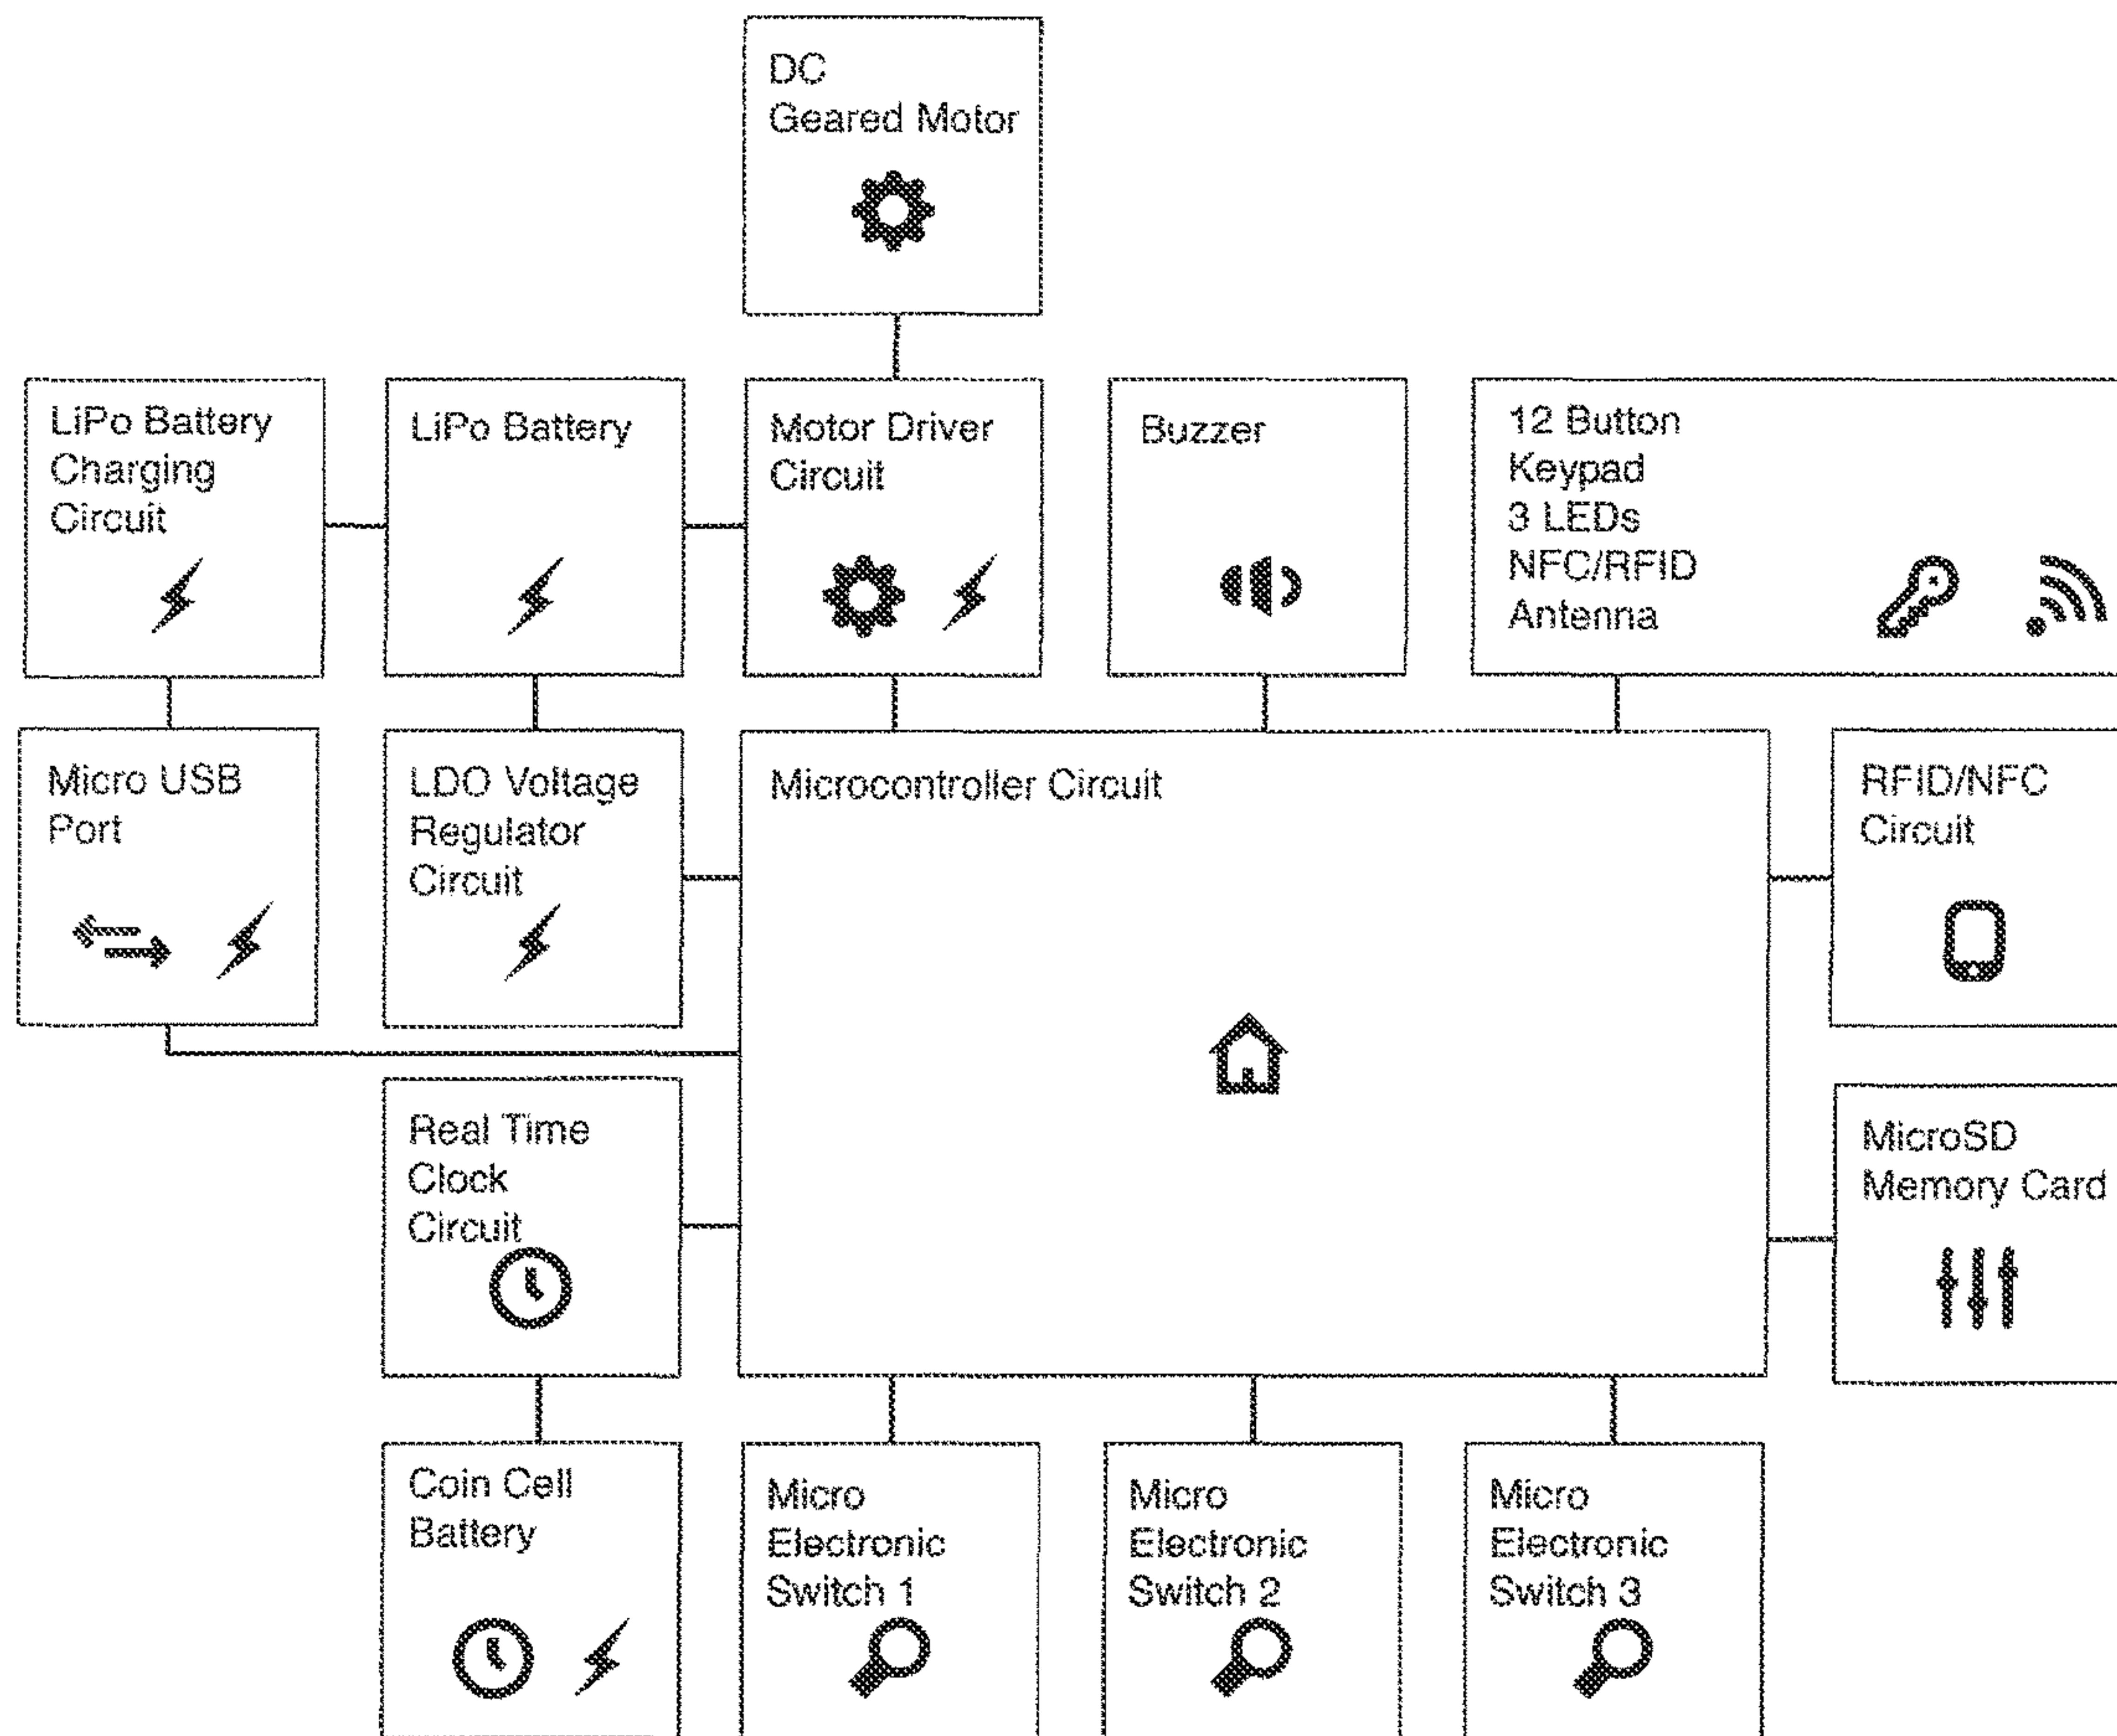 DC
Geared Motor
LiPo Battery
Charging
Circuit
LiPo Battery
Motor Driver
Circuit
Buzzer
12 Button
Keypad
3 LEDs
NFC/RFID
Antenna
Micro USB
Port
LDO Voltage
Regulator
Circuit
Microcontroller Circuit
RFID/NFC
Circuit
Real Time
Clock
Circuit
MicroSD
Memory Card
Coin Cell
Battery
Micro
Electronic
Switch 1
Micro
Electronic
Switch 2
Micro
Electronic
Switch 3